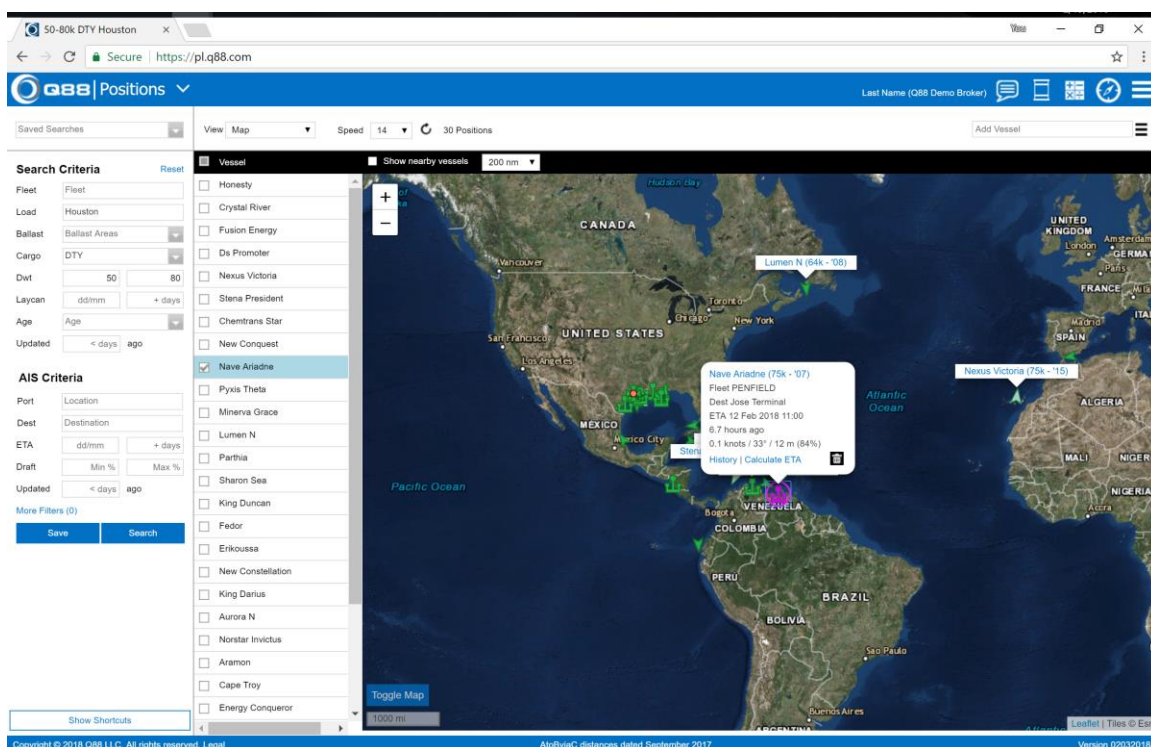 50-80k DTY Houston
You
Secure
https://pl.q88.com
Q88 Positions
Last Name (Q88 Demo Broker)
Saved Searches
View Map
Speed 14
30 Positions
Add Vessel
Search Criteria Reset
Fleet Fleet
Load Houston
Ballast Ballast Areas
Cargo DTY
Dwt 50 80
Laycan dd/mm + days
Age Age
Updated < days ago
AIS Criteria
Port Location
Dest Destination
ETA dd/mm + days
Draft Min % Max %
Updated < days ago
More Filters (0)
Save Search
Show Shortcuts
Vessel
Honesty
Crystal River
Fusion Energy
Ds Promoter
Nexus Victoria
Stena President
Chemtrans Star
New Conquest
Nave Ariadne
Pyxis Theta
Minerva Grace
Lumen N
Parthia
Sharon Sea
King Duncan
Fedor
Erikoussa
New Constellation
King Darius
Aurora N
Norstar Invictus
Aramon
Cape Troy
Energy Conqueror
Show nearby vessels 200 nm
+
−
Hudson Bay
CANADA
UNITED
KINGDOM
London
Amsterdam
GERMA
Paris
FRANCE
Vancouver
Lumen N (64k - '08)
Toronto
Chicago
New York
UNITED STATES
San Francisco
Los Angeles
Madrid
SPAIN
ITA
Nexus Victoria (75k - '15)
Nave Ariadne (75k - '07)
Fleet PENFIELD
Dest Jose Terminal
ETA 12 Feb 2018 11:00
6.7 hours ago
0.1 knots / 33° / 12 m (84%)
History | Calculate ETA
Atlantic
Ocean
ALGERIA
MÉXICO
Mexico City
Sten
MALI
NIGER
Pacific Ocean
NIGERIA
Accra
Bogota
VENEZUELA
COLOMBIA
PERU
BRAZIL
BOLIVIA
Sao Paulo
Toggle Map
1000 mi
Buenos Aires
ARGENTINA
Atlantic
Leaflet | Tiles © Esr
Copyright © 2018 Q88 LLC. All rights reserved. Legal
AtoBviaC distances dated September 2017
Version 02032018